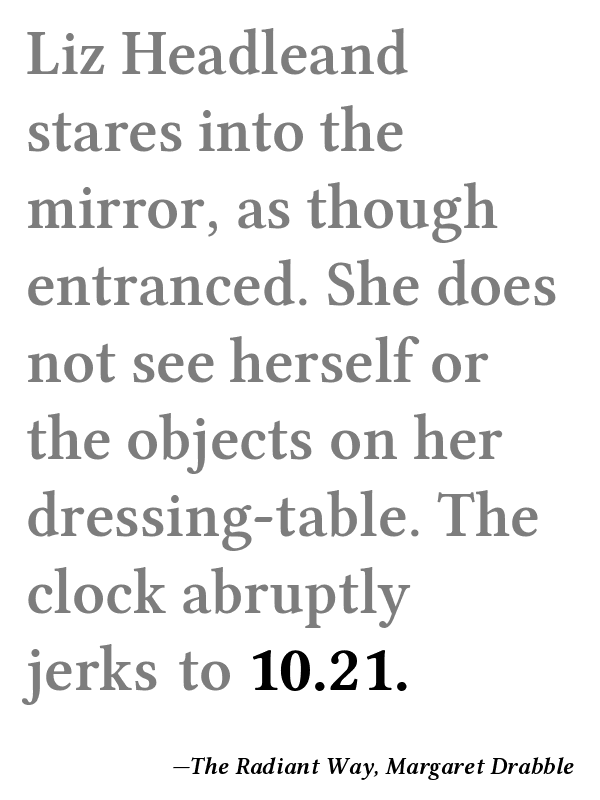 Liz Headleand
stares into the
mirror, as though
entranced. She does
not see herself or
the objects on her
dressing-table. The
clock abruptly
jerks to 10.21.
—The Radiant Way, Margaret Drabble